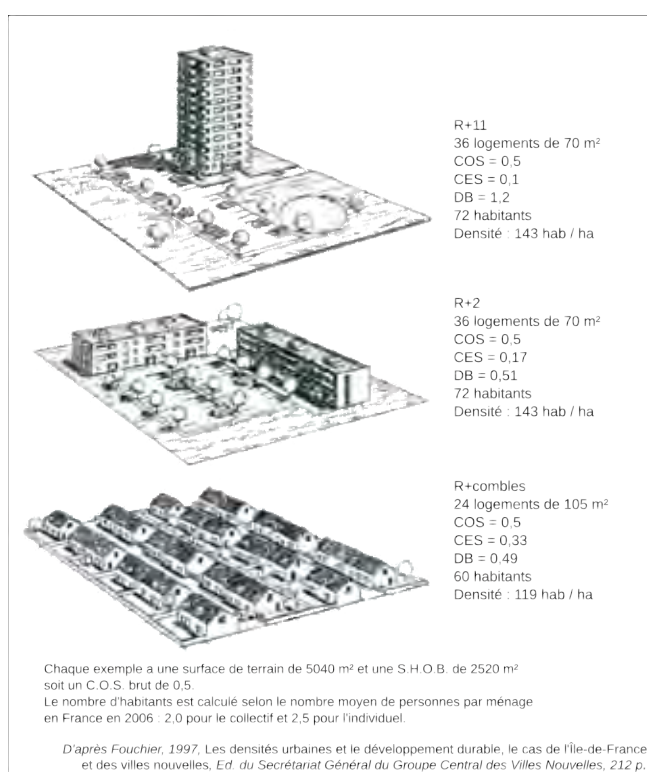 R+11
36 logements de 70 m²
COS = 0,5
CES = 0,1
DB = 1,2
72 habitants
Densité : 143 hab / ha
R+2
36 logements de 70 m²
COS = 0,5
CES = 0,17
DB = 0,51
72 habitants
Densité : 143 hab / ha
R+combles
24 logements de 105 m²
COS = 0,5
CES = 0,33
DB = 0,49
60 habitants
Densité : 119 hab / ha
Chaque exemple a une surface de terrain de 5040 m² et une S.H.O.B. de 2520 m²
soit un C.O.S. brut de 0,5.
Le nombre d'habitants est calculé selon le nombre moyen de personnes par ménage
en France en 2006 : 2,0 pour le collectif et 2,5 pour l'individuel.
D'après Fouchier, 1997, Les densités urbaines et le développement durable, le cas de l'Île-de-France
et des villes nouvelles, Ed. du Secrétariat Général du Groupe Central des Villes Nouvelles, 212 p.